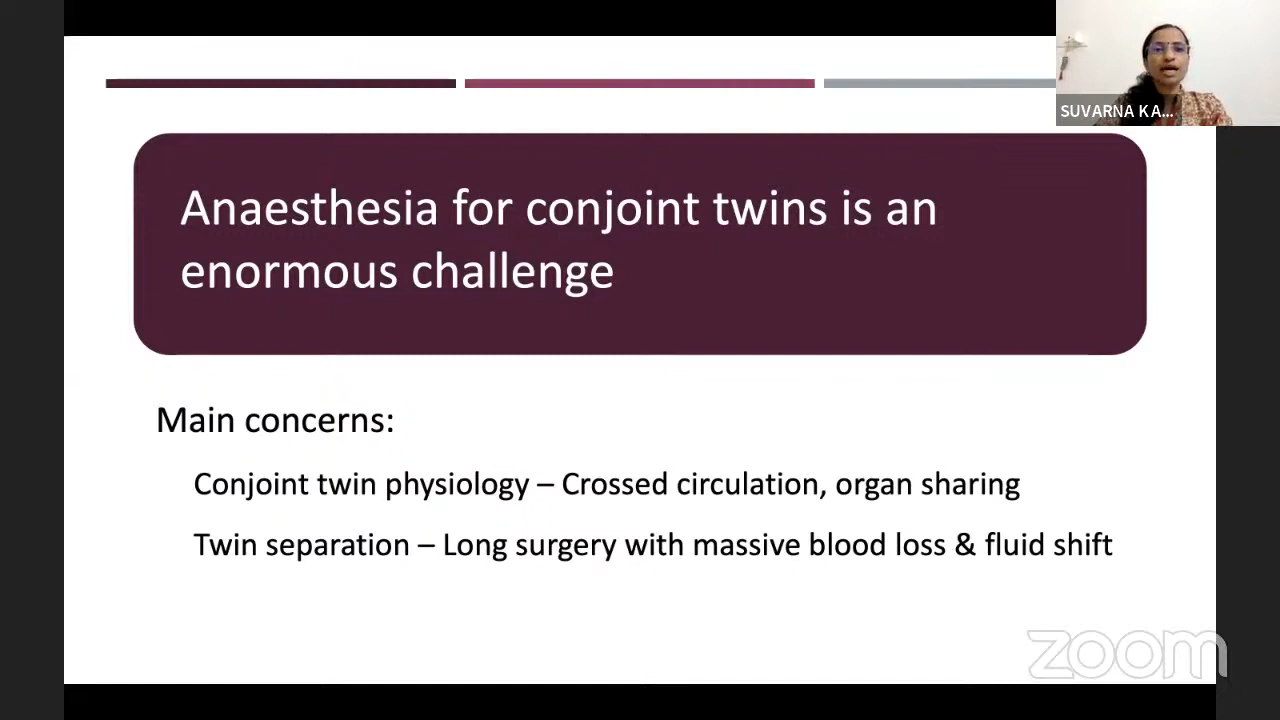 SUVARNA KA...
Anaesthesia for conjoint twins is an
enormous challenge
Main concerns:
Conjoint twin physiology – Crossed circulation, organ sharing
Twin separation – Long surgery with massive blood loss & fluid shift
zoom